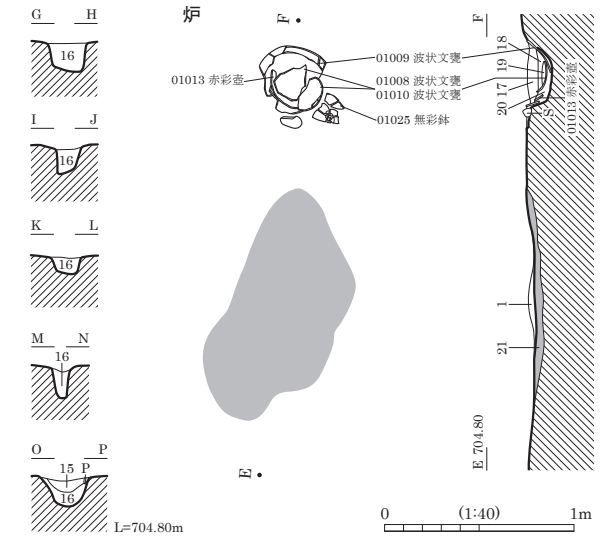 炉
G H
16
I J
16
K L
16
M N
16
O P
15 P
16
L=704.80m
F
01009 波状文甕
01013 赤彩壺
01008 波状文甕
01010 波状文甕
01025 無彩鉢
E
F
18
19
17
20
S
01013 赤彩壺
1
21
E 704.80
0 (1:40) 1m